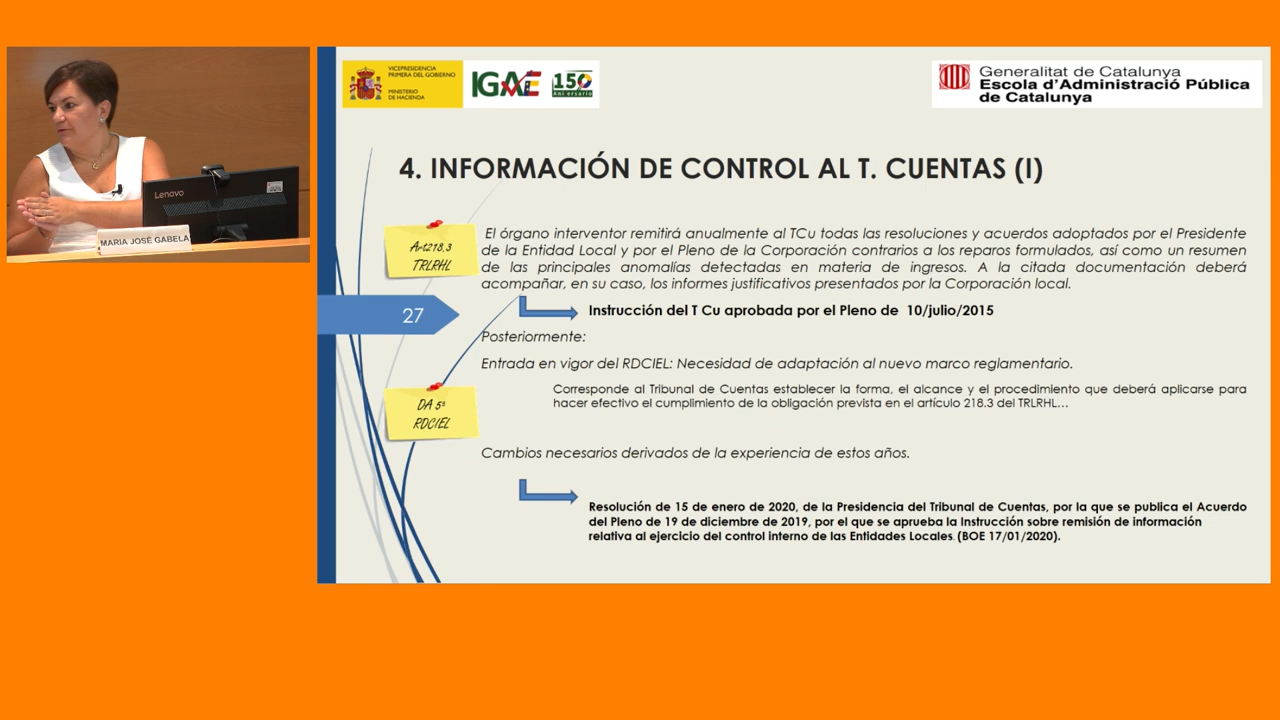 VICEPRESIDENCIA
PRIMERA DEL GOBIERNO
MINISTERIO
DE HACIENDA
IGAE
150
Aniversario
Generalitat de Catalunya
Escola d'Administració Pública
de Catalunya
Lenovo
MARIA JOSÉ GABELA
4. INFORMACIÓN DE CONTROL AL T. CUENTAS (I)
Art218,3
TRLRHL
El órgano interventor remitirá anualmente al TCu todas las resoluciones y acuerdos adoptados por el Presidente
de la Entidad Local y por el Pleno de la Corporación contrarios a los reparos formulados, así como un resumen
de las principales anomalías detectadas en materia de ingresos. A la citada documentación deberá
acompañar, en su caso, los informes justificativos presentados por la Corporación local.
27
Instrucción del T Cu aprobada por el Pleno de 10/julio/2015
Posteriormente:
Entrada en vigor del RDCIEL: Necesidad de adaptación al nuevo marco reglamentario.
DA 5ª
RDCIEL
Corresponde al Tribunal de Cuentas establecer la forma, el alcance y el procedimiento que deberá aplicarse para
hacer efectivo el cumplimiento de la obligación prevista en el artículo 218.3 del TRLRHL…
Cambios necesarios derivados de la experiencia de estos años.
Resolución de 15 de enero de 2020, de la Presidencia del Tribunal de Cuentas, por la que se publica el Acuerdo
del Pleno de 19 de diciembre de 2019, por el que se aprueba la Instrucción sobre remisión de información
relativa al ejercicio del control interno de las Entidades Locales. (BOE 17/01/2020).